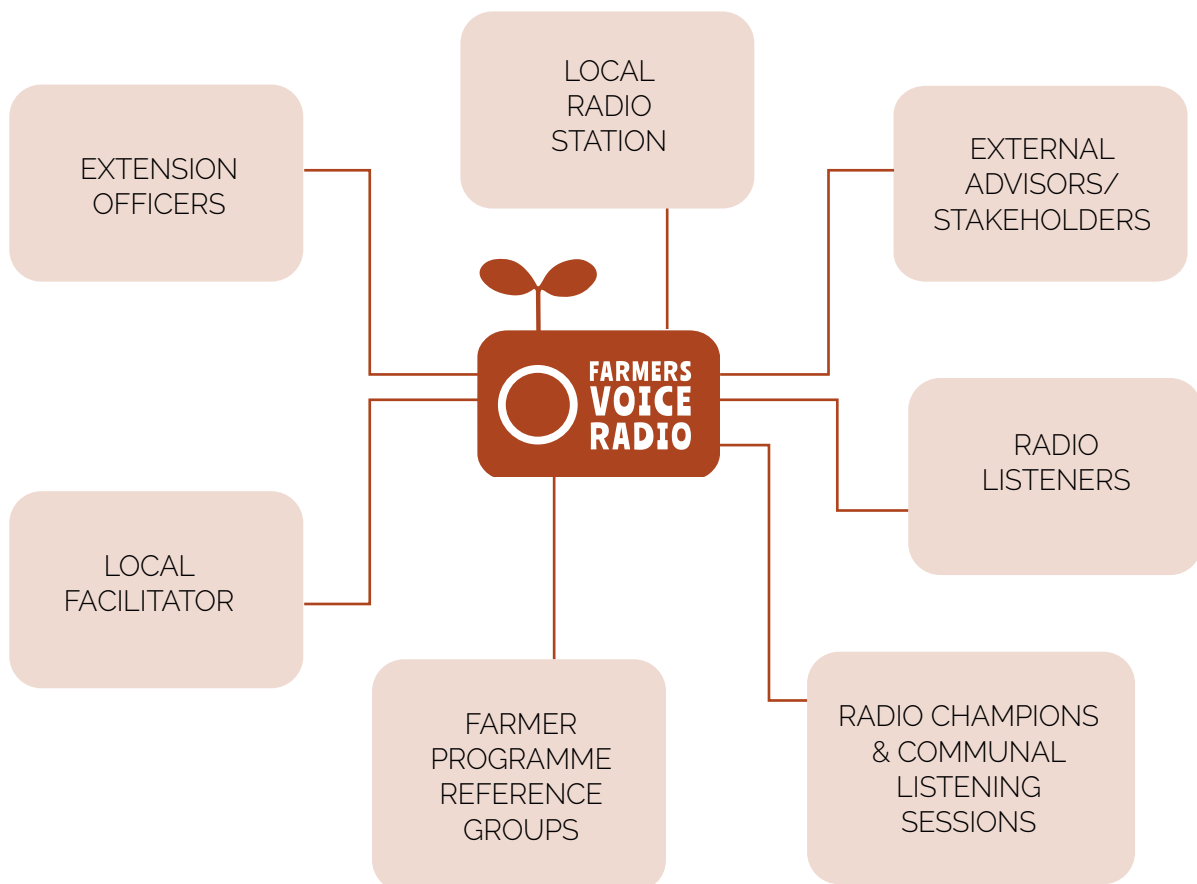 LOCAL
RADIO
STATION
EXTENSION
OFFICERS
EXTERNAL
ADVISORS/
STAKEHOLDERS
FARMERS
VOICE
RADIO
RADIO
LISTENERS
LOCAL
FACILITATOR
FARMER
PROGRAMME
REFERENCE
GROUPS
RADIO CHAMPIONS
& COMMUNAL
LISTENING
SESSIONS